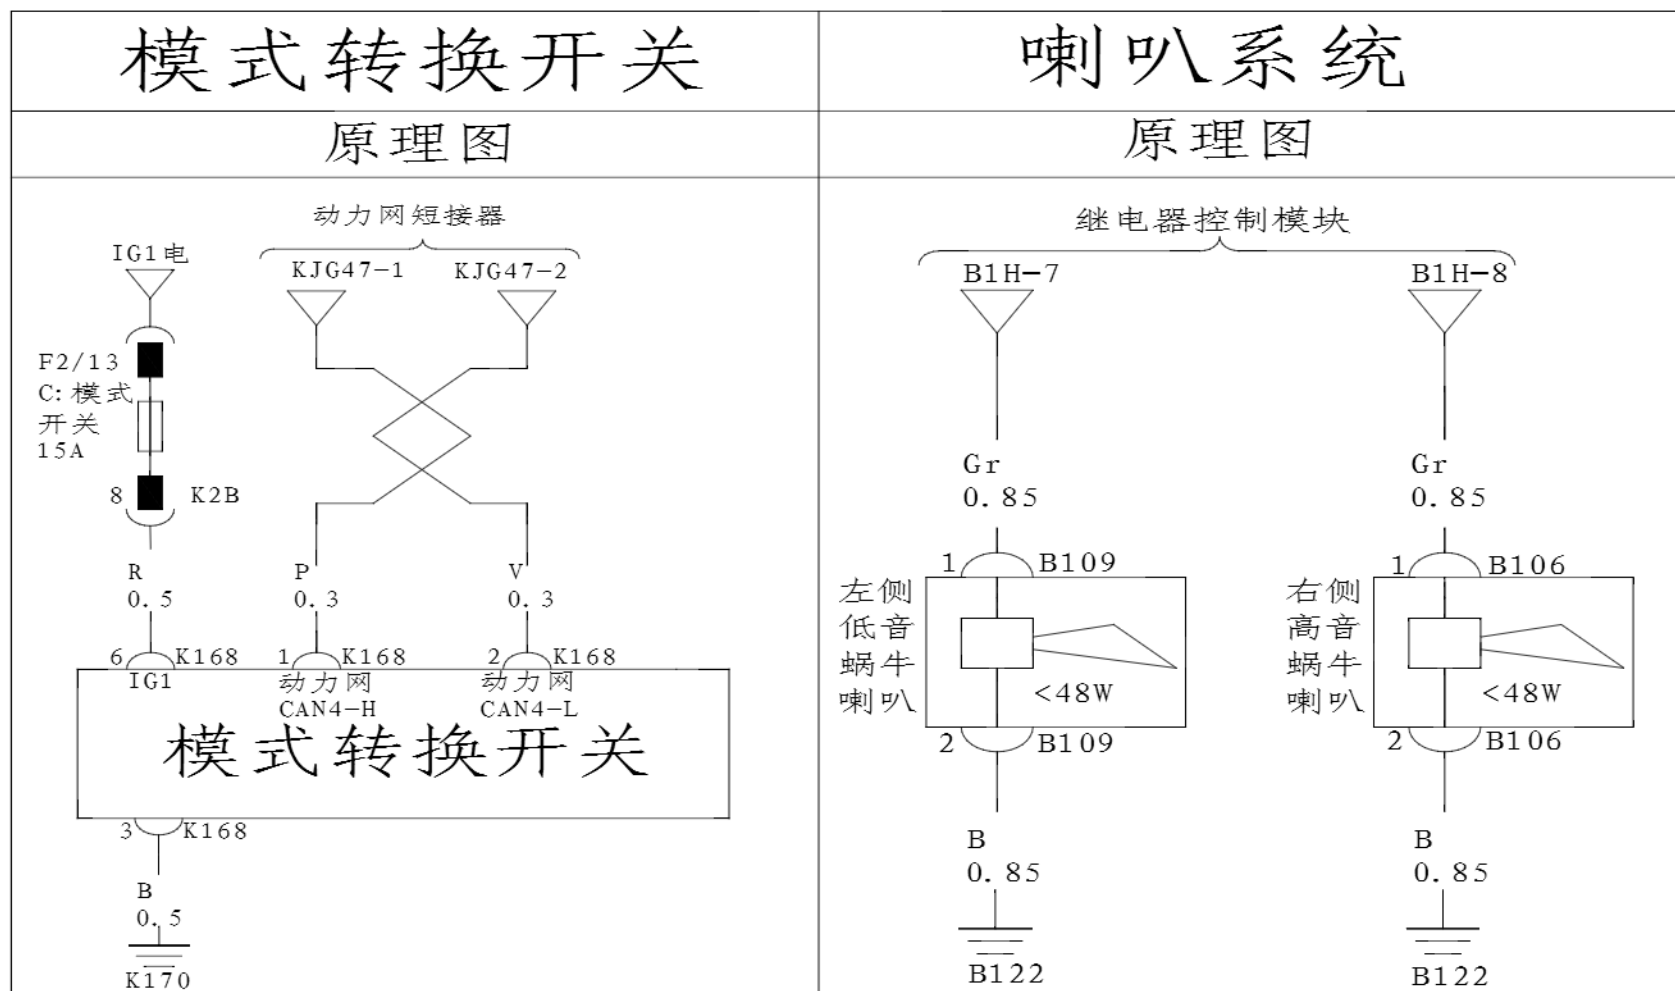 模式转换开关
原理图
动力网短接器
IG1电
KJG47-1
KJG47-2
F2/13
C:模式
开关
15A
8
K2B
R
0.5
P
0.3
V
0.3
6
K168
1
K168
2
K168
IG1
动力网
CAN4-H
动力网
CAN4-L
模式转换开关
3
K168
B
0.5
K170
喇叭系统
原理图
继电器控制模块
B1H-7
B1H-8
Gr
0.85
Gr
0.85
1
B109
左侧
低音
蜗牛
喇叭
<48W
2
B109
1
B106
右侧
高音
蜗牛
喇叭
<48W
2
B106
B
0.85
B122
B
0.85
B122